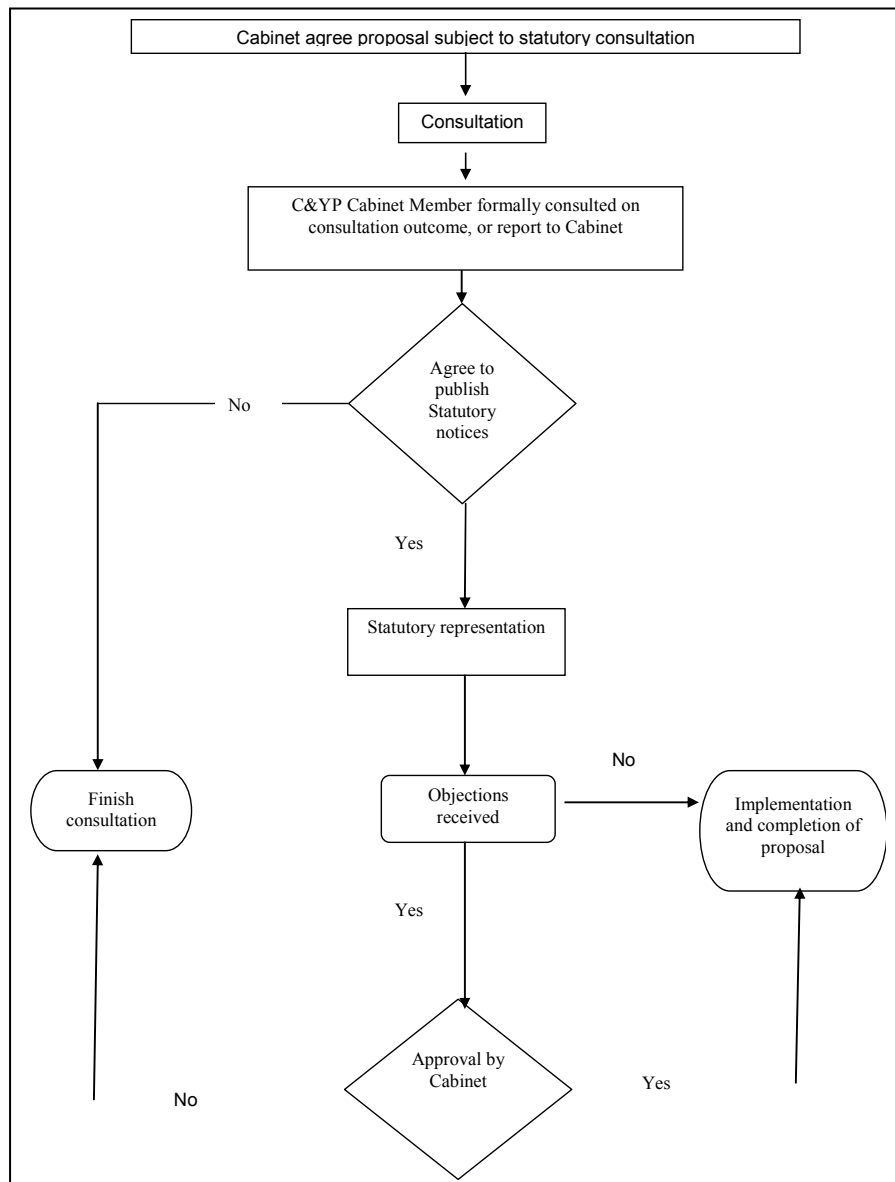 Cabinet agree proposal subject to statutory consultation
Consultation
C&YP Cabinet Member formally consulted on
consultation outcome, or report to Cabinet
Agree to
publish
Statutory
notices
No
Yes
Statutory representation
No
Finish
consultation
Objections
received
Implementation
and completion of
proposal
Yes
Approval by
Cabinet
Yes
No